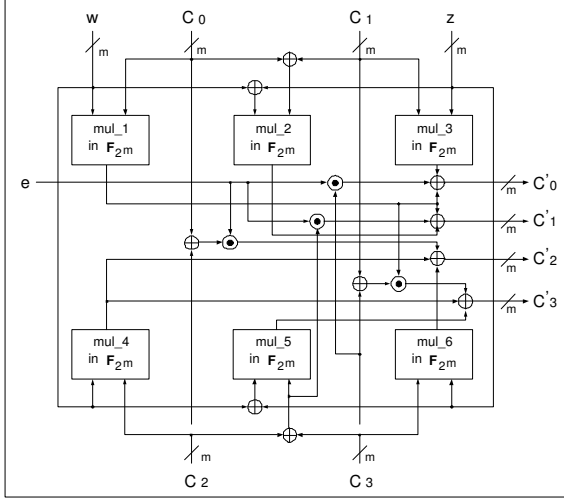 w C 0 C 1 z
m m m m
mul_1 mul_2 mul_3
in F2m in F2m in F2m
e
m C'0
m C'1
m C'2
m C'3
mul_4 mul_5 mul_6
in F2m in F2m in F2m
m m
C 2 C 3